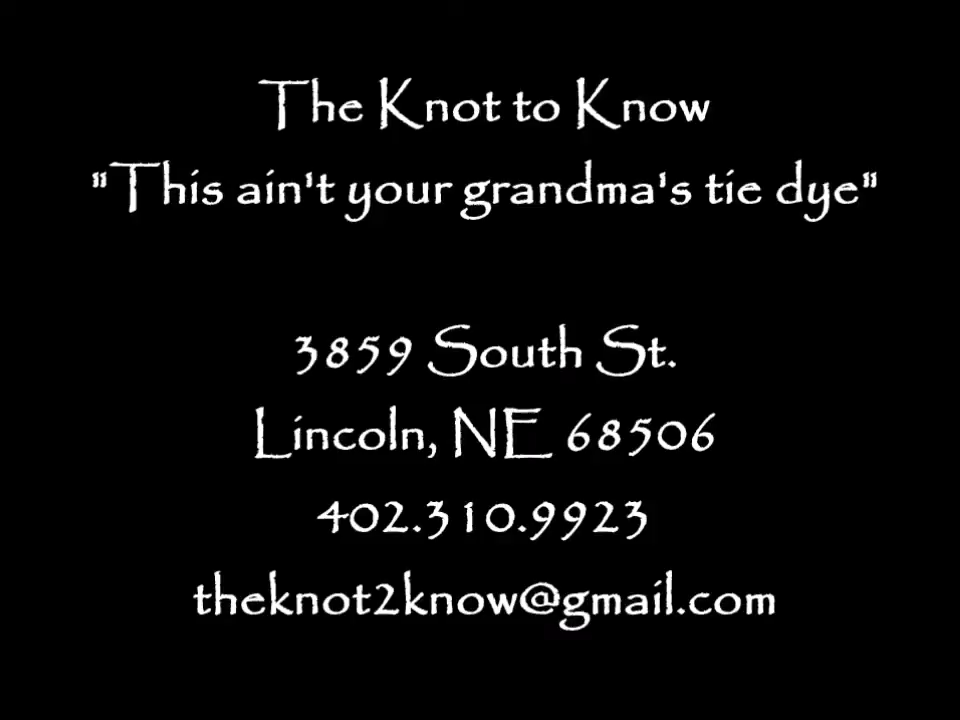 The Knot to Know
"This ain't your grandma's tie dye"
3859 South St.
Lincoln, NE 68506
402.310.9923
theknot2know@gmail.com